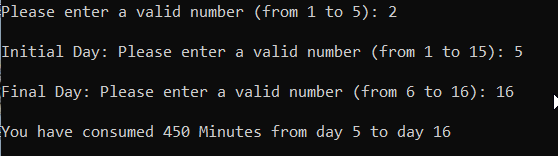 Please enter a valid number (from 1 to 5): 2
Initial Day: Please enter a valid number (from 1 to 15): 5
Final Day: Please enter a valid number (from 6 to 16): 16
You have consumed 450 Minutes from day 5 to day 16